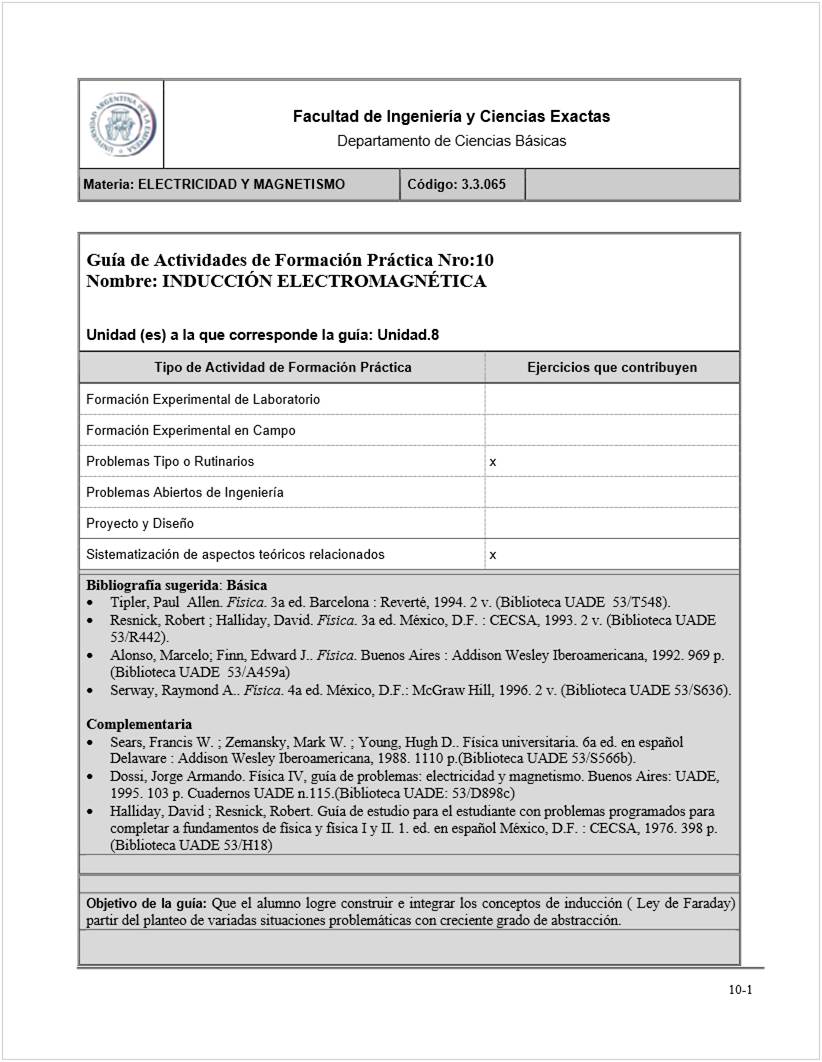 UNIVERSIDAD ARGENTINA DE LA EMPRESA
Facultad de Ingeniería y Ciencias Exactas
Departamento de Ciencias Básicas
Materia: ELECTRICIDAD Y MAGNETISMO
Código: 3.3.065
Guía de Actividades de Formación Práctica Nro:10
Nombre: INDUCCIÓN ELECTROMAGNÉTICA
Unidad (es) a la que corresponde la guía: Unidad.8
Tipo de Actividad de Formación Práctica
Ejercicios que contribuyen
Formación Experimental de Laboratorio
Formación Experimental en Campo
Problemas Tipo o Rutinarios
x
Problemas Abiertos de Ingeniería
Proyecto y Diseño
Sistematización de aspectos teóricos relacionados
x
Bibliografía sugerida: Básica
• Tipler, Paul Allen. Física. 3a ed. Barcelona : Reverté, 1994. 2 v. (Biblioteca UADE 53/T548).
• Resnick, Robert ; Halliday, David. Física. 3a ed. México, D.F. : CECSA, 1993. 2 v. (Biblioteca UADE
53/R442).
• Alonso, Marcelo; Finn, Edward J.. Física. Buenos Aires : Addison Wesley Iberoamericana, 1992. 969 p.
(Biblioteca UADE 53/A459a)
• Serway, Raymond A.. Física. 4a ed. México, D.F.: McGraw Hill, 1996. 2 v. (Biblioteca UADE 53/S636).
Complementaria
• Sears, Francis W. ; Zemansky, Mark W. ; Young, Hugh D.. Física universitaria. 6a ed. en español
Delaware : Addison Wesley Iberoamericana, 1988. 1110 p.(Biblioteca UADE 53/S566b).
• Dossi, Jorge Armando. Física IV, guía de problemas: electricidad y magnetismo. Buenos Aires: UADE,
1995. 103 p. Cuadernos UADE n.115.(Biblioteca UADE: 53/D898c)
• Halliday, David ; Resnick, Robert. Guía de estudio para el estudiante con problemas programados para
completar a fundamentos de física y física I y II. 1. ed. en español México, D.F. : CECSA, 1976. 398 p.
(Biblioteca UADE 53/H18)
Objetivo de la guía: Que el alumno logre construir e integrar los conceptos de inducción ( Ley de Faraday)
partir del planteo de variadas situaciones problemáticas con creciente grado de abstracción.
10-1